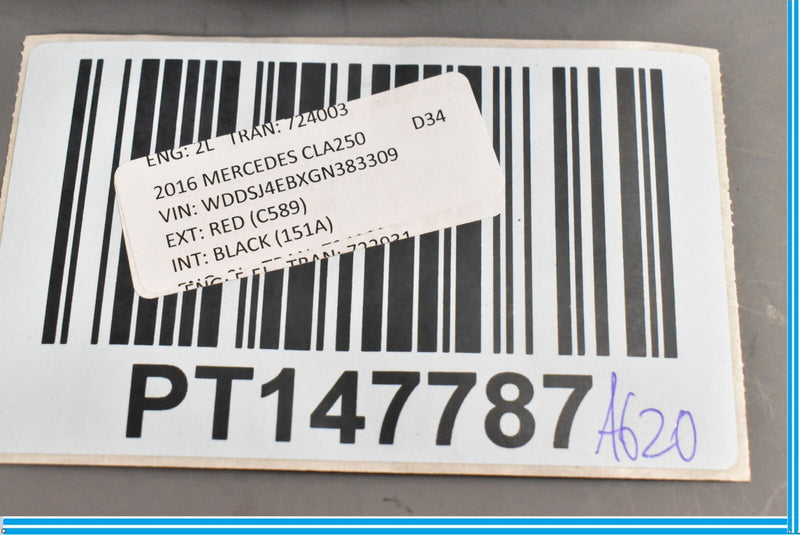 ENG: 2L TRAN: 724003
2016 MERCEDES CLA250 D34
VIN: WDDSJ4EBXGN383309
EXT: RED (C589)
INT: BLACK (151A)
PT147787
A620